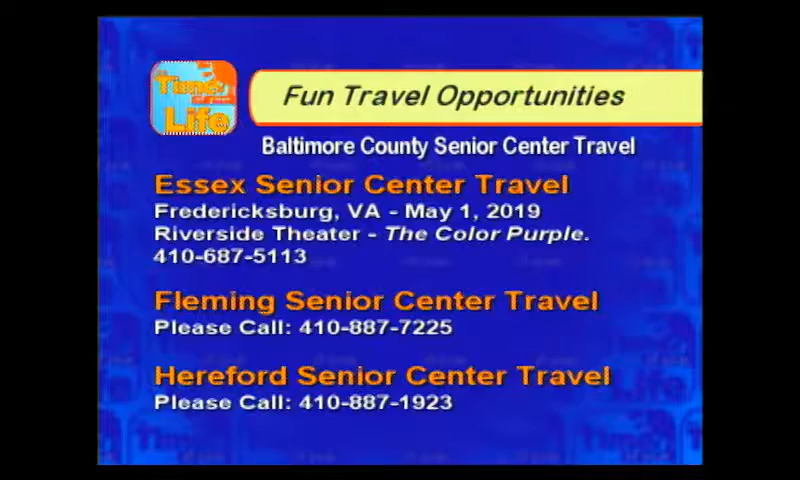 Time
Of Your
Life
Fun Travel Opportunities
Baltimore County Senior Center Travel
Essex Senior Center Travel
Fredericksburg, VA - May 1, 2019
Riverside Theater - The Color Purple.
410-687-5113
Fleming Senior Center Travel
Please Call: 410-887-7225
Hereford Senior Center Travel
Please Call: 410-887-1923